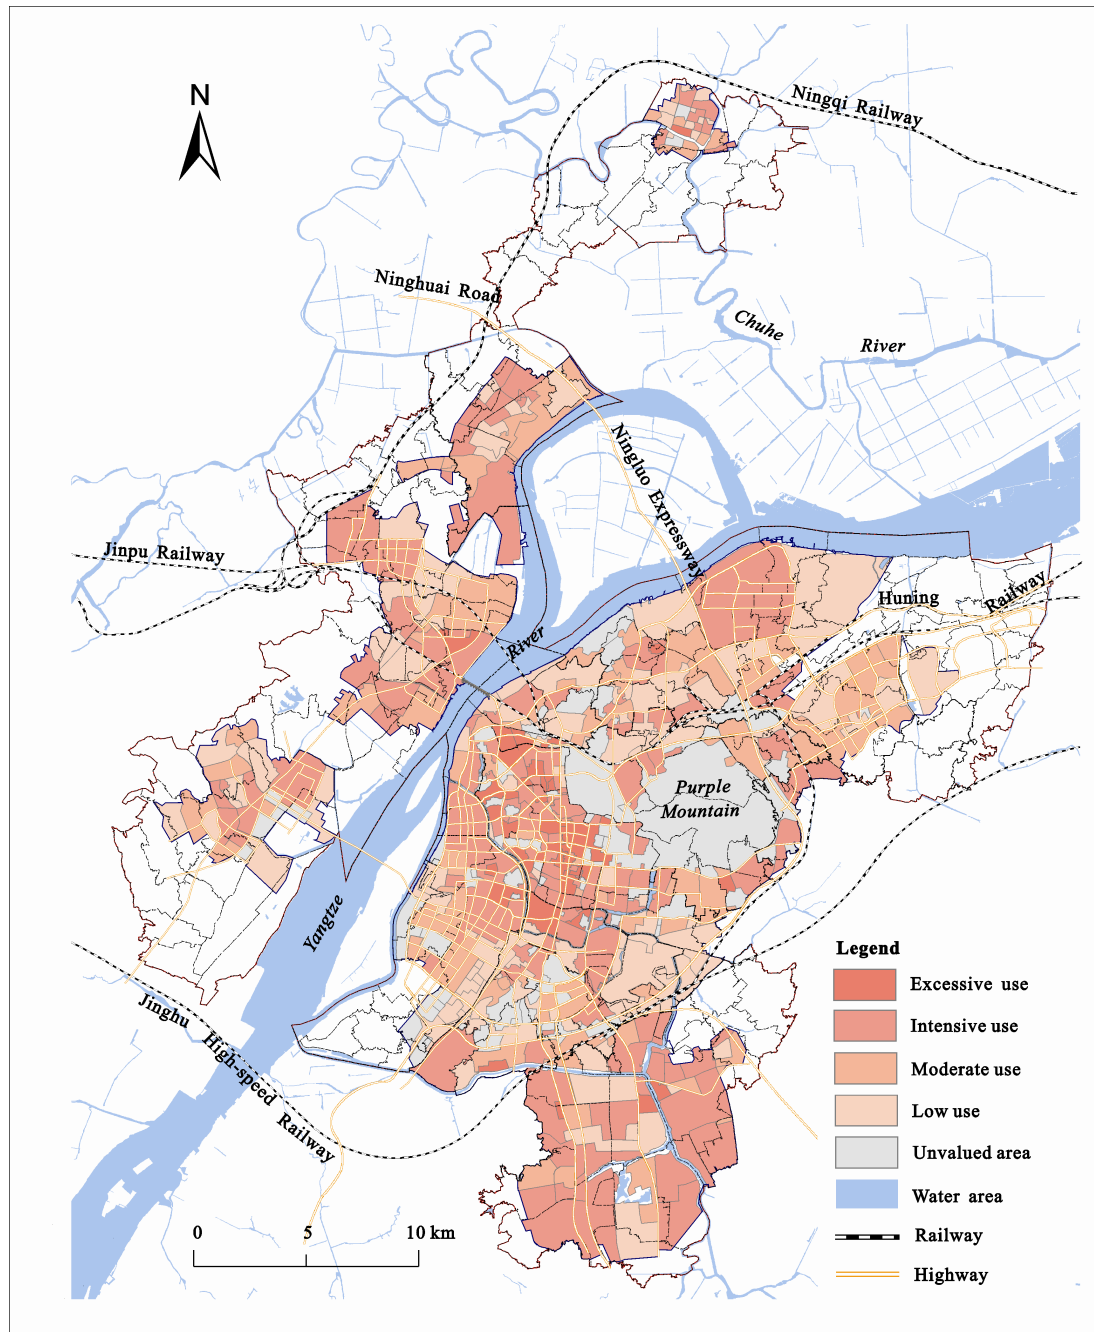 N
Ningqi Railway
Ninghuai Road
Chuhe
River
Ningluo Expressway
Jinpu Railway
Huning
Railway
River
Purple
Mountain
Yangtze
Jinghu
High-speed
Railway
Legend
Excessive use
Intensive use
Moderate use
Low use
Unvalued area
Water area
Railway
Highway
0
5
10 km